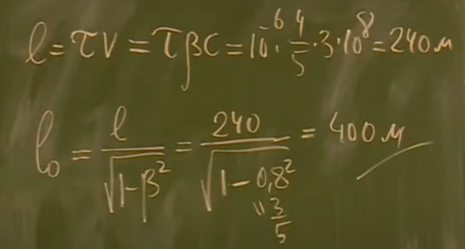 l = τV = τβC = 10⁻⁶ · 4/5 · 3 · 10⁸ = 240 м
l₀ = l/√(1-β²) = 240/√(1-0,8²) = 400 м
" 3/5